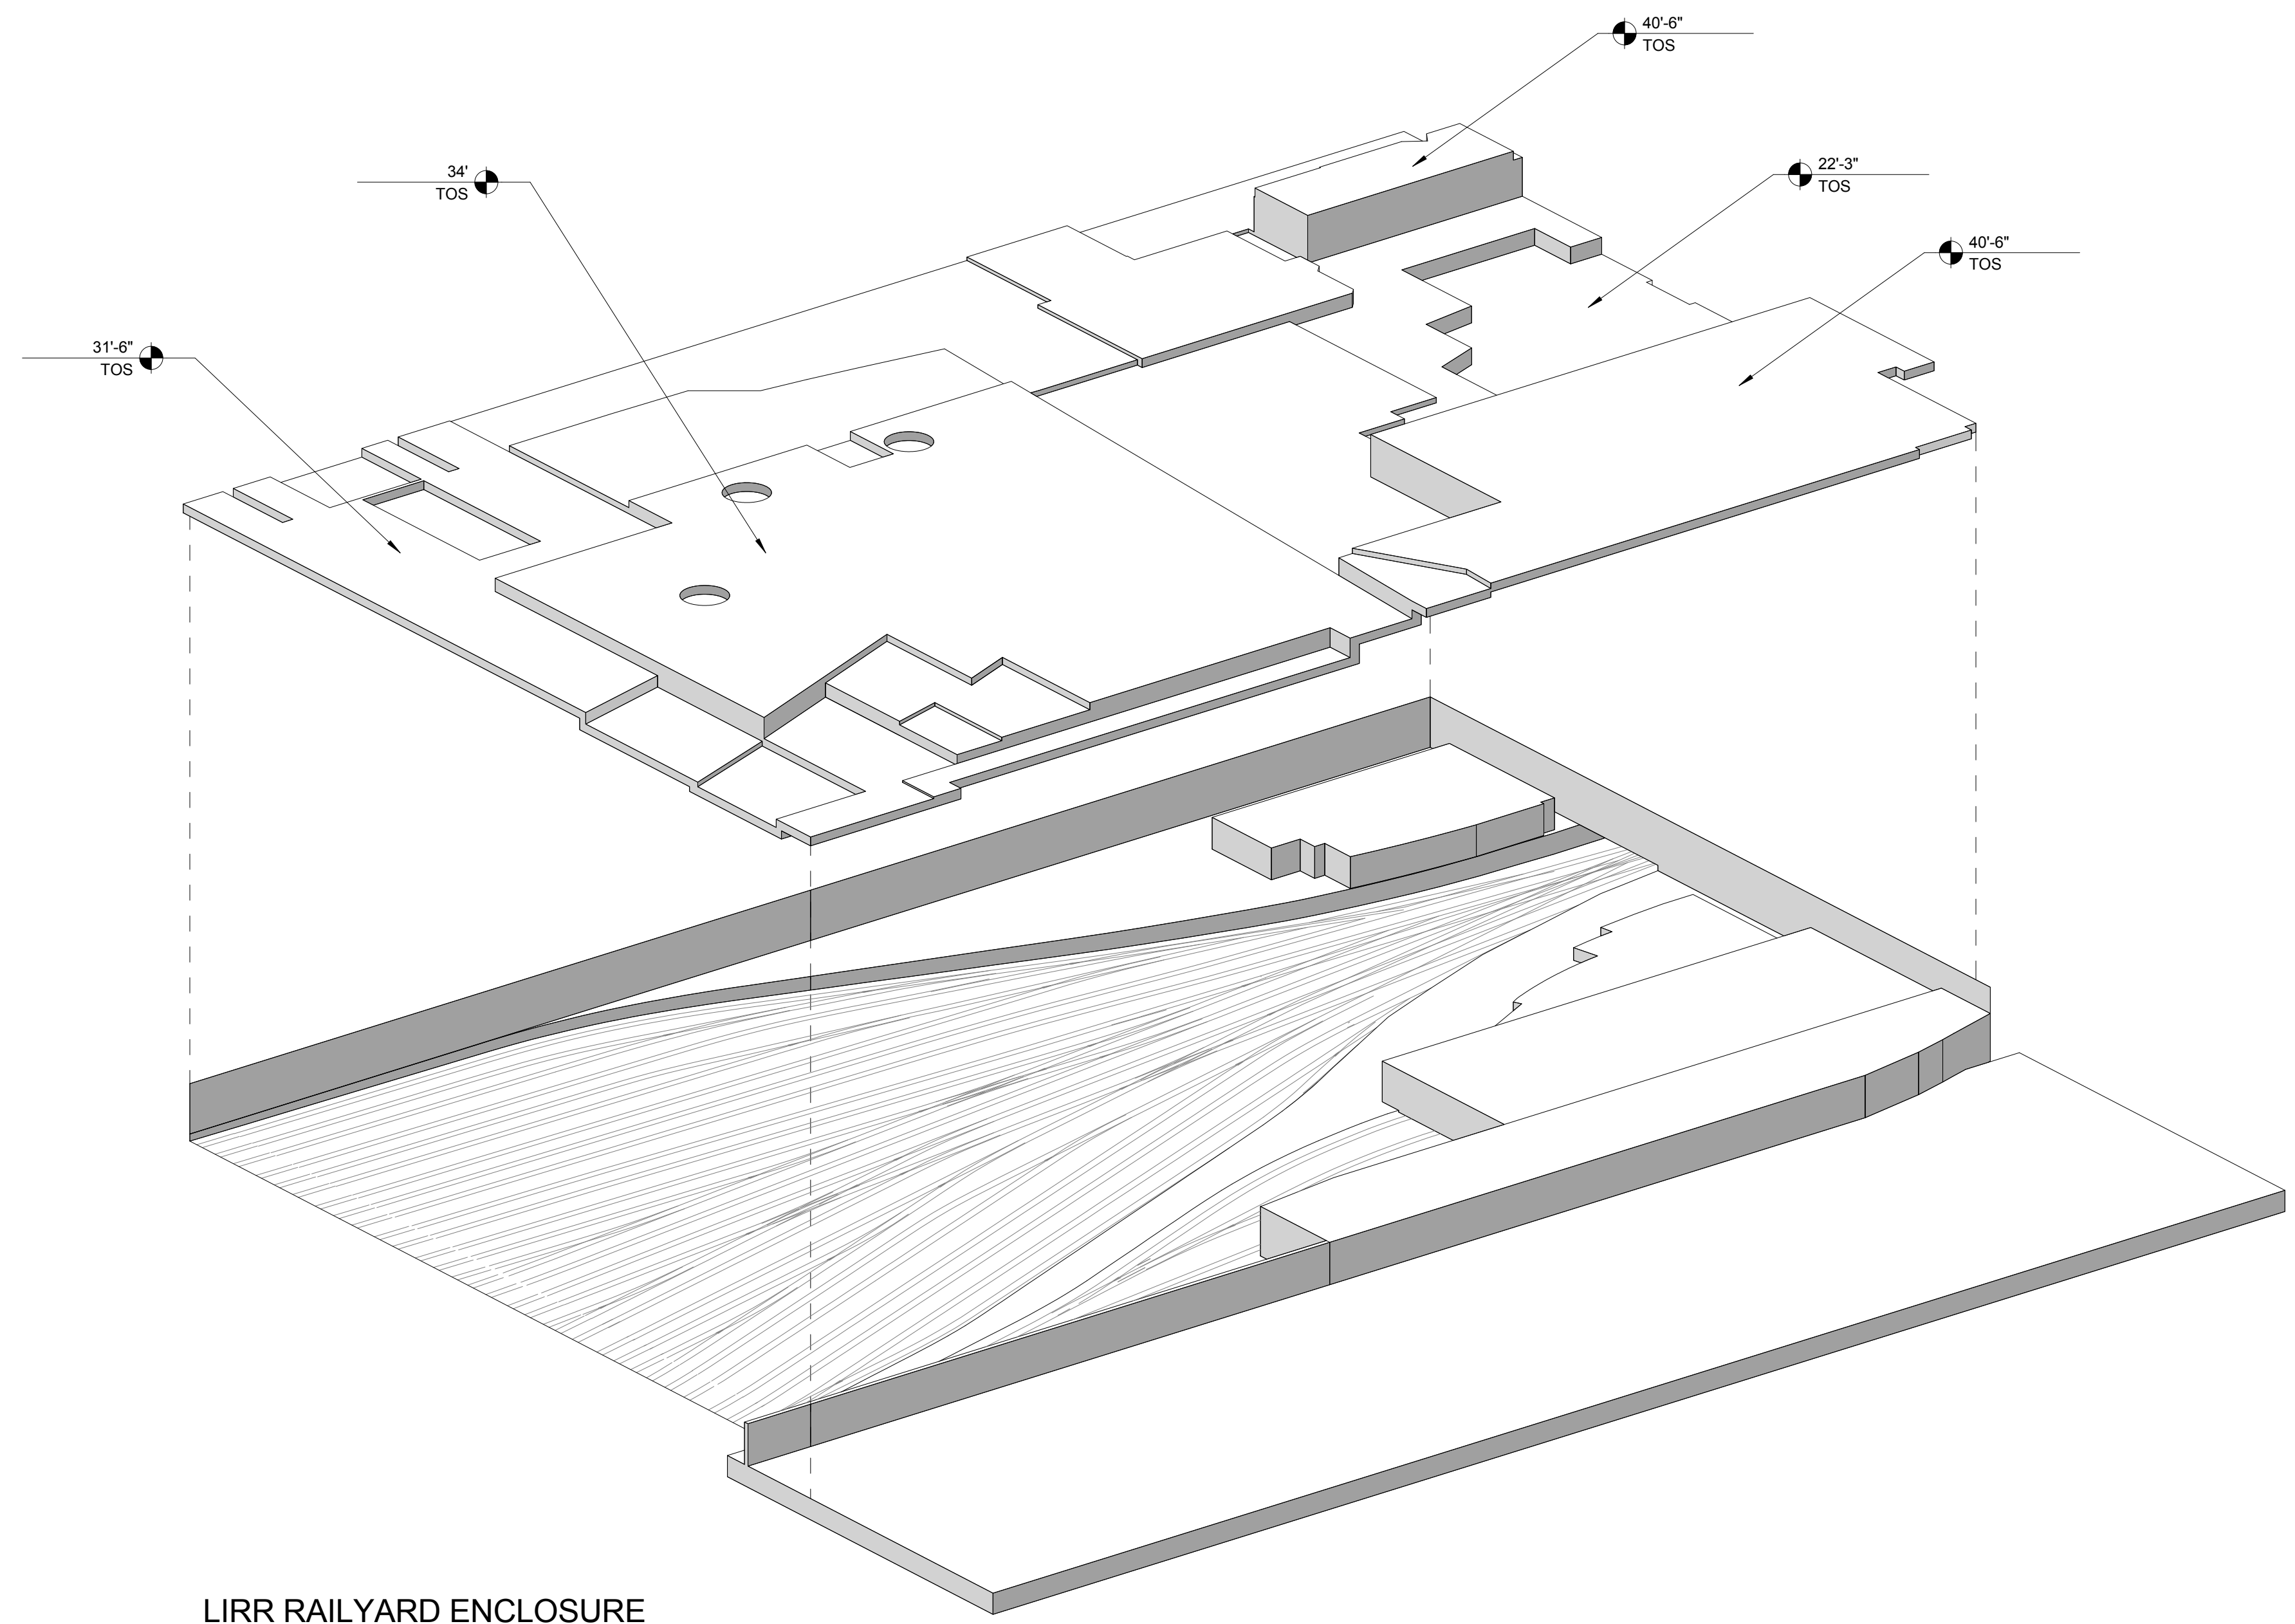 40'-6"
TOS
34'
TOS
22'-3"
TOS
40'-6"
TOS
31'-6"
TOS
LIRR RAILYARD ENCLOSURE